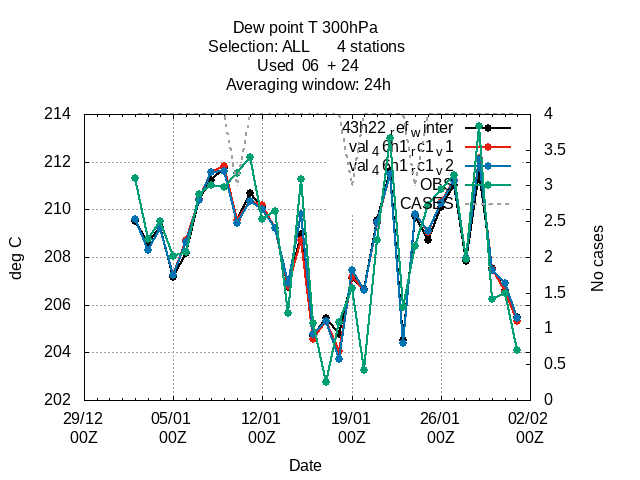 Dew point T 300hPa
Selection: ALL 4 stations
Used 06 + 24
Averaging window: 24h
43h22_ref_winter
val_46h1_rc1_v1
val_46h1_rc1_v2
OBS
CASES
214
212
210
208
206
204
202
4
3.5
3
2.5
2
1.5
1
0.5
0
deg C
No cases
29/12 05/01 12/01 19/01 26/01 02/02
00Z 00Z 00Z 00Z 00Z 00Z
Date